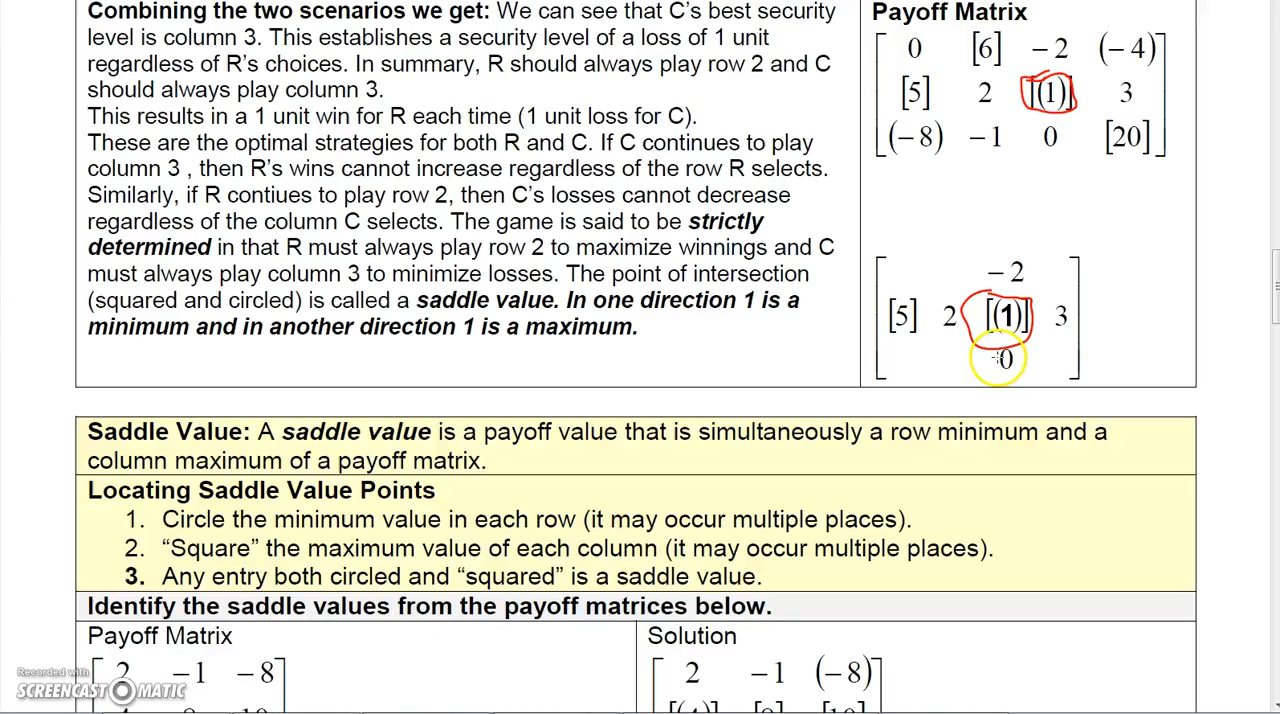 Combining the two scenarios we get: We can see that C's best security
level is column 3. This establishes a security level of a loss of 1 unit
regardless of R's choices. In summary, R should always play row 2 and C
should always play column 3.
This results in a 1 unit win for R each time (1 unit loss for C).
These are the optimal strategies for both R and C. If C continues to play
column 3 , then R's wins cannot increase regardless of the row R selects.
Similarly, if R contiues to play row 2, then C's losses cannot decrease
regardless of the column C selects. The game is said to be strictly
determined in that R must always play row 2 to maximize winnings and C
must always play column 3 to minimize losses. The point of intersection
(squared and circled) is called a saddle value. In one direction 1 is a
minimum and in another direction 1 is a maximum.
Payoff Matrix
0 [6] −2 (−4)
[5] 2 [(1)] 3
(−8) −1 0 [20]
−2
[5] 2 [(1)] 3
0
Saddle Value: A saddle value is a payoff value that is simultaneously a row minimum and a
column maximum of a payoff matrix.
Locating Saddle Value Points
1. Circle the minimum value in each row (it may occur multiple places).
2. "Square" the maximum value of each column (it may occur multiple places).
3. Any entry both circled and "squared" is a saddle value.
Identify the saddle values from the payoff matrices below.
Payoff Matrix
2 −1 −8
Solution
2 −1 (−8)
Recorded with
SCREENCAST-O-MATIC